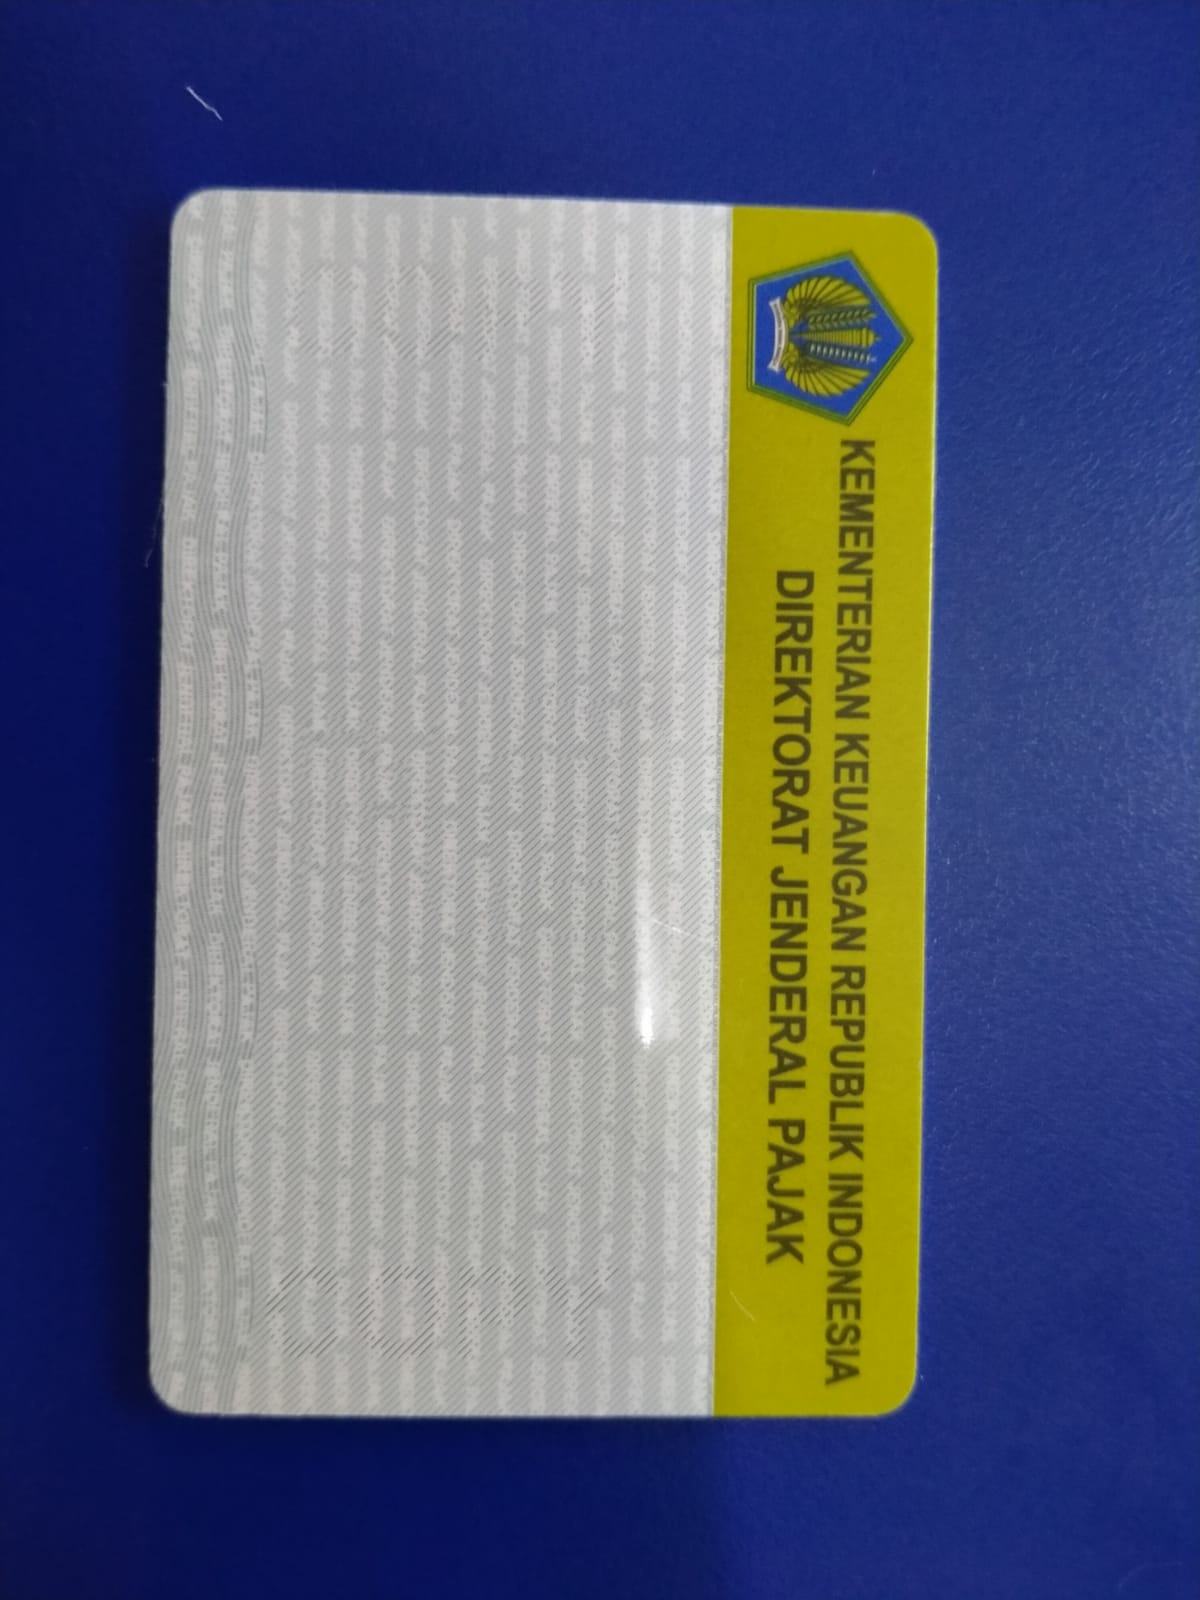 KEMENTERIAN KEUANGAN REPUBLIK INDONESIA
DIREKTORAT JENDERAL PAJAK